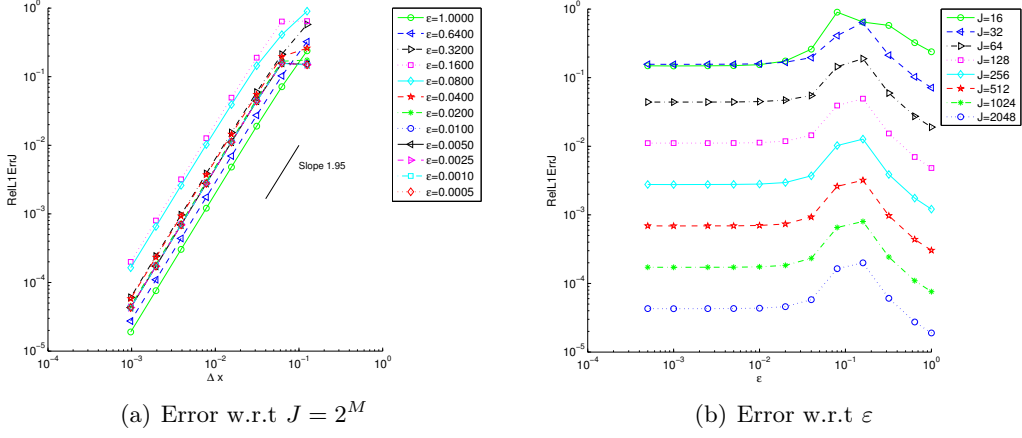 10^0
10^-1
10^-2
10^-3
10^-4
10^-5
RelL1ErrJ
10^-4
10^-3
10^-2
10^-1
10^0
Δ x
Slope 1.95
ε=1.0000
ε=0.6400
ε=0.3200
ε=0.1600
ε=0.0800
ε=0.0400
ε=0.0200
ε=0.0100
ε=0.0050
ε=0.0025
ε=0.0010
ε=0.0005
(a) Error w.r.t J = 2^M
10^0
10^-1
10^-2
10^-3
10^-4
10^-5
RelL1ErrJ
10^-4
10^-3
10^-2
10^-1
10^0
ε
J=16
J=32
J=64
J=128
J=256
J=512
J=1024
J=2048
(b) Error w.r.t ε